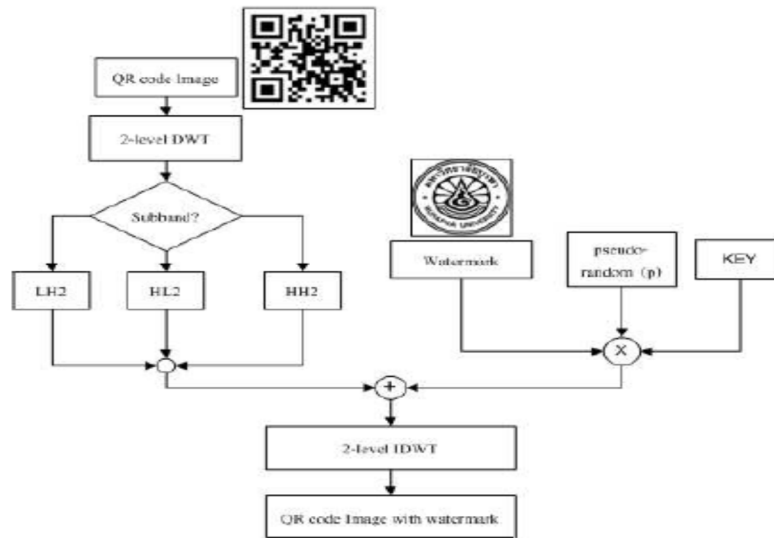 QR code Image
2-level DWT
Subband?
LH2
HL2
HH2
Watermark
pseudo-
random (p)
KEY
X
+
2-level IDWT
QR code Image with watermark